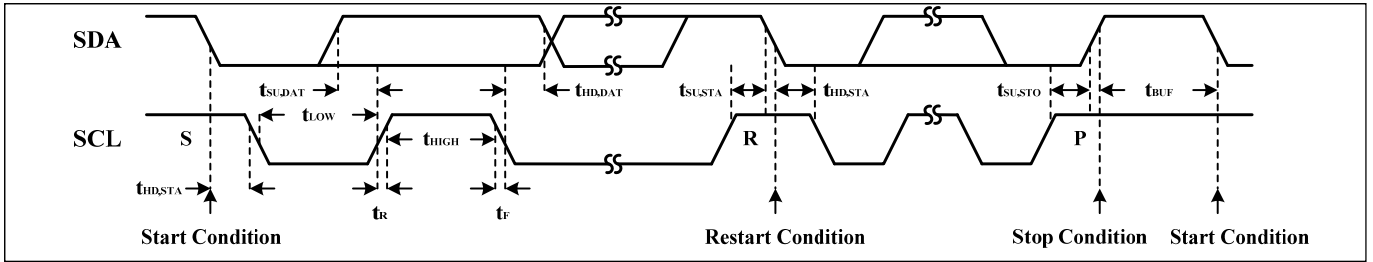 SDA
tSU,DAT tHD,DAT tSU,STA tHD,STA tSU,STO tBUF
tLOW
SCL S tHIGH R P
tHD,STA
tR tF
Start Condition Restart Condition Stop Condition Start Condition